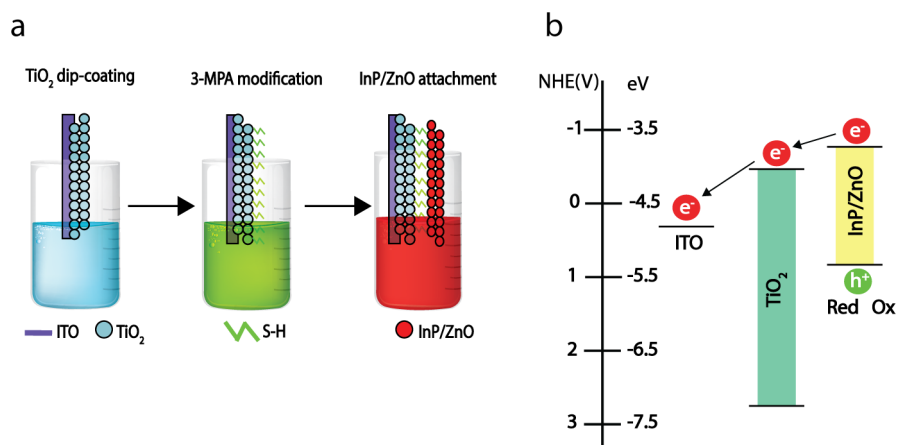 a
TiO2 dip-coating
3-MPA modification
InP/ZnO attachment
ITO
TiO2
S-H
InP/ZnO
b
NHE(V)
eV
-1
-3.5
0
-4.5
1
-5.5
2
-6.5
3
-7.5
e-
ITO
e-
TiO2
e-
InP/ZnO
h+
Red Ox